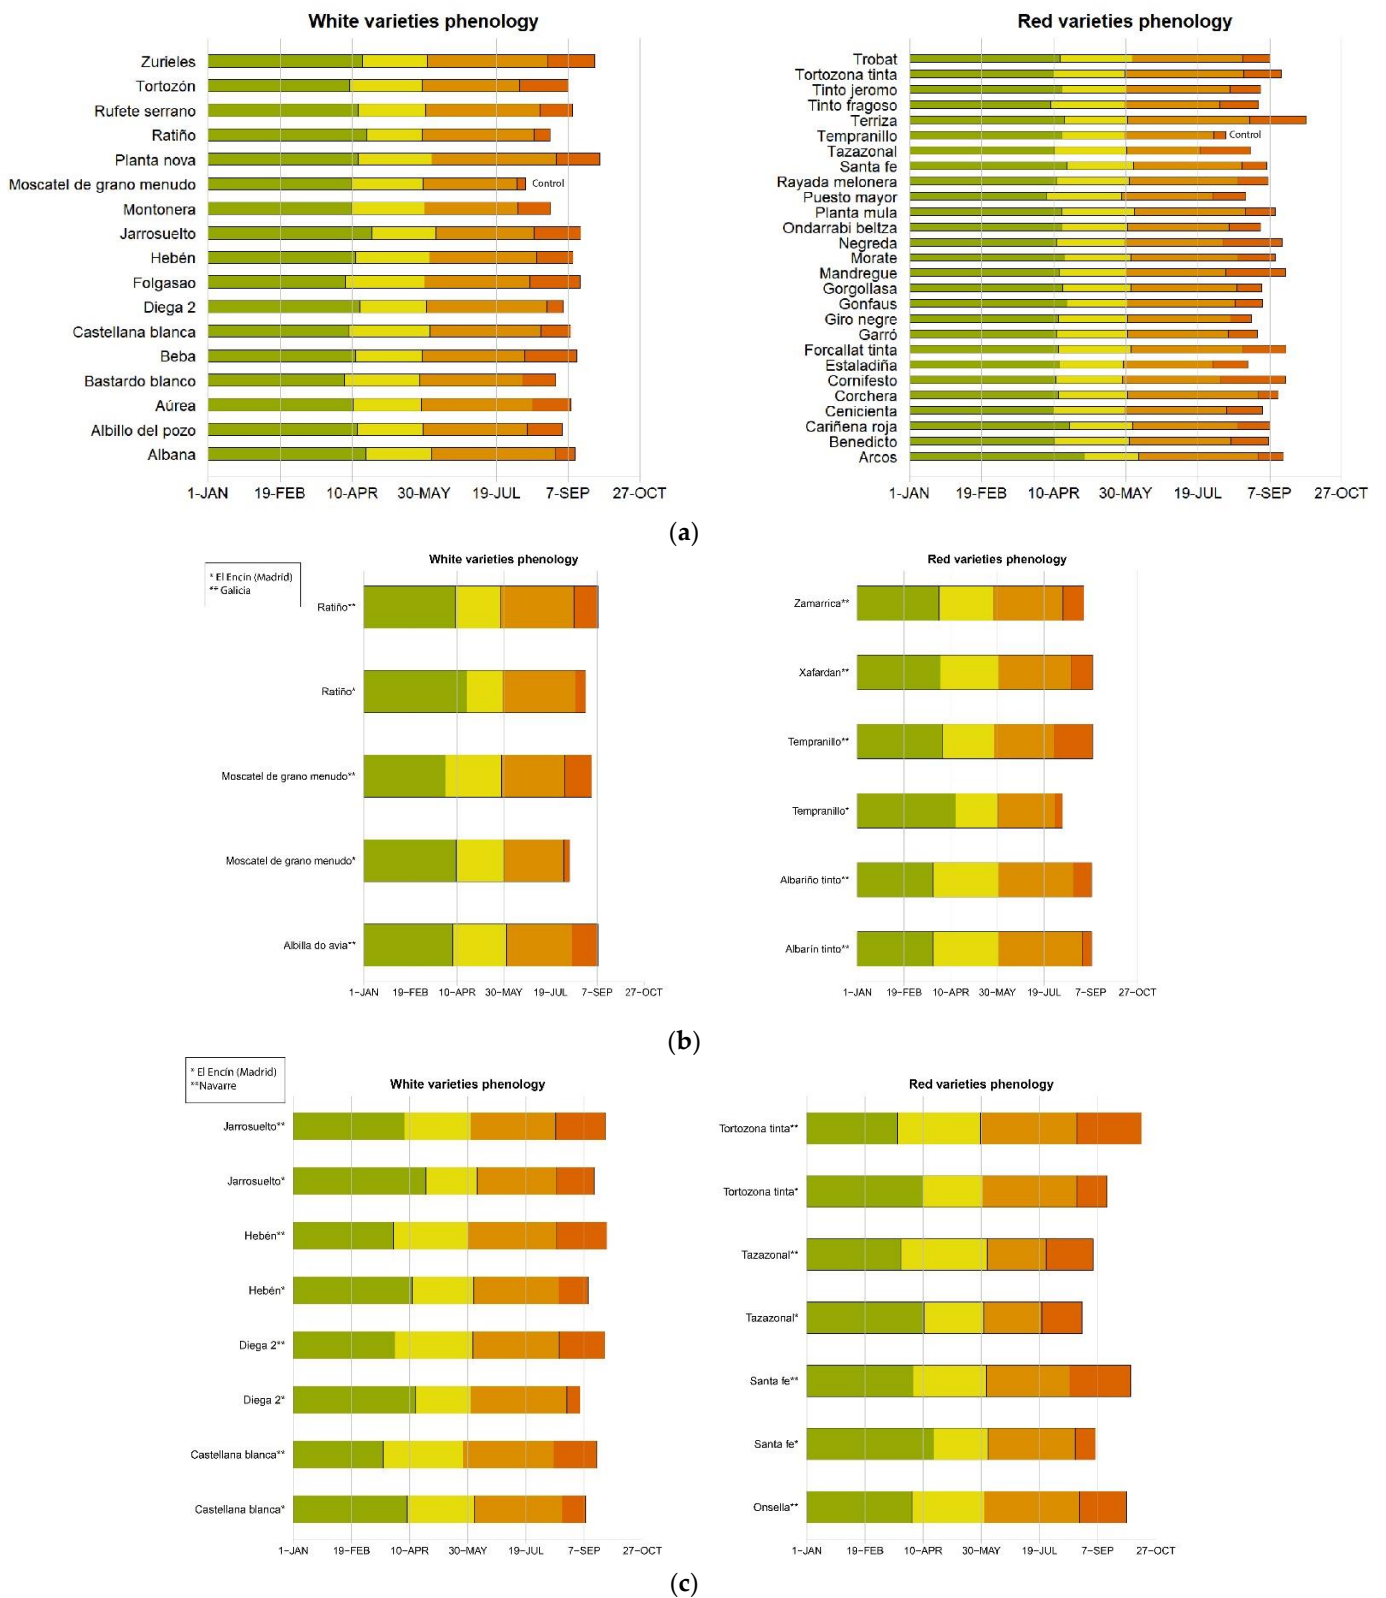 White varieties phenology
Zurieles
Tortozón
Rufete serrano
Ratiño
Planta nova
Moscatel de grano menudo
Control
Montonera
Jarrosuelto
Hebén
Folgasao
Diega 2
Castellana blanca
Beba
Bastardo blanco
Aúrea
Albillo del pozo
Albana
1-JAN 19-FEB 10-APR 30-MAY 19-JUL 7-SEP 27-OCT
Red varieties phenology
Trobat
Tortozona tinta
Tinto jeromo
Tinto fragoso
Terriza
Tempranillo
Control
Tazazonal
Santa fe
Rayada melonera
Puesto mayor
Planta mula
Ondarrabi beltza
Negreda
Morate
Mandregue
Gorgollasa
Gonfaus
Giro negre
Garró
Forcallat tinta
Estaladiña
Cornifesto
Corchera
Cenicienta
Cariñena roja
Benedicto
Arcos
1-JAN 19-FEB 10-APR 30-MAY 19-JUL 7-SEP 27-OCT
(a)
* El Encín (Madrid)
** Galicia
White varieties phenology
Ratiño**
Ratiño*
Moscatel de grano menudo**
Moscatel de grano menudo*
Albilla do avia**
1-JAN 19-FEB 10-APR 30-MAY 19-JUL 7-SEP 27-OCT
Red varieties phenology
Zamarrica**
Xafardan**
Tempranillo**
Tempranillo*
Albariño tinto**
Albarín tinto**
1-JAN 19-FEB 10-APR 30-MAY 19-JUL 7-SEP 27-OCT
(b)
* El Encín (Madrid)
**Navarre
White varieties phenology
Jarrosuelto**
Jarrosuelto*
Hebén**
Hebén*
Diega 2**
Diega 2*
Castellana blanca**
Castellana blanca*
1-JAN 19-FEB 10-APR 30-MAY 19-JUL 7-SEP 27-OCT
Red varieties phenology
Tortozona tinta**
Tortozona tinta*
Tazazonal**
Tazazonal*
Santa fe**
Santa fe*
Onsella**
1-JAN 19-FEB 10-APR 30-MAY 19-JUL 7-SEP 27-OCT
(c)